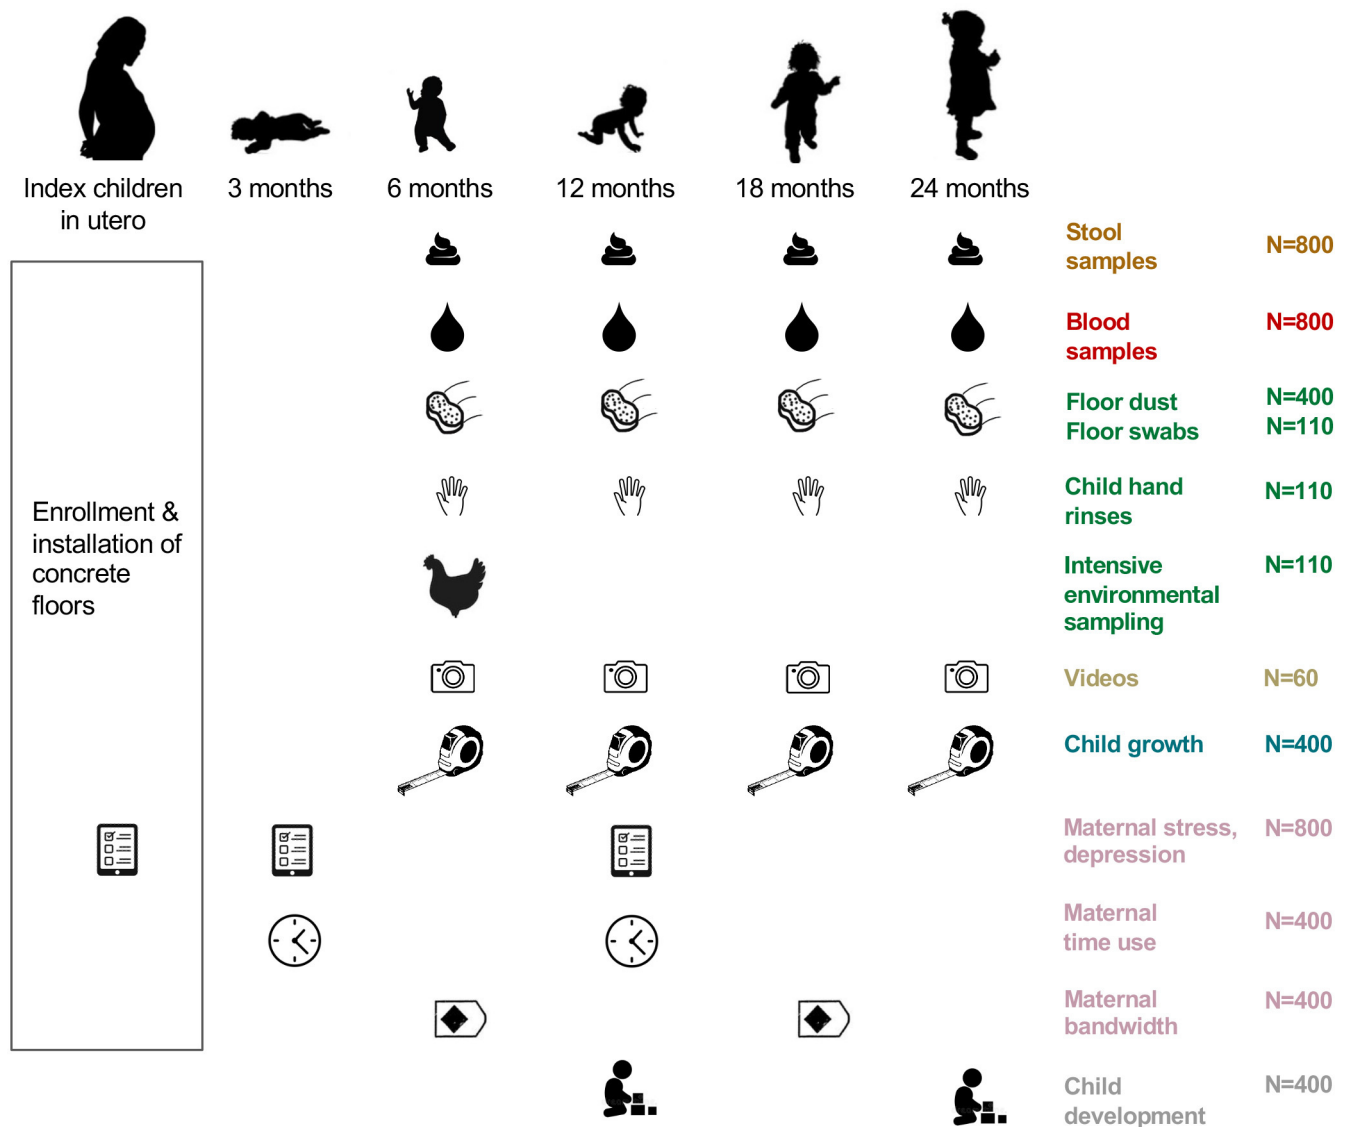 Index children
in utero
3 months
6 months
12 months
18 months
24 months
Enrollment &
installation of
concrete
floors
Stool
samples
N=800
Blood
samples
N=800
Floor dust
N=400
Floor swabs
N=110
Child hand
rinses
N=110
Intensive
environmental
sampling
N=110
Videos
N=60
Child growth
N=400
Maternal stress,
depression
N=800
Maternal
time use
N=400
Maternal
bandwidth
N=400
Child
development
N=400